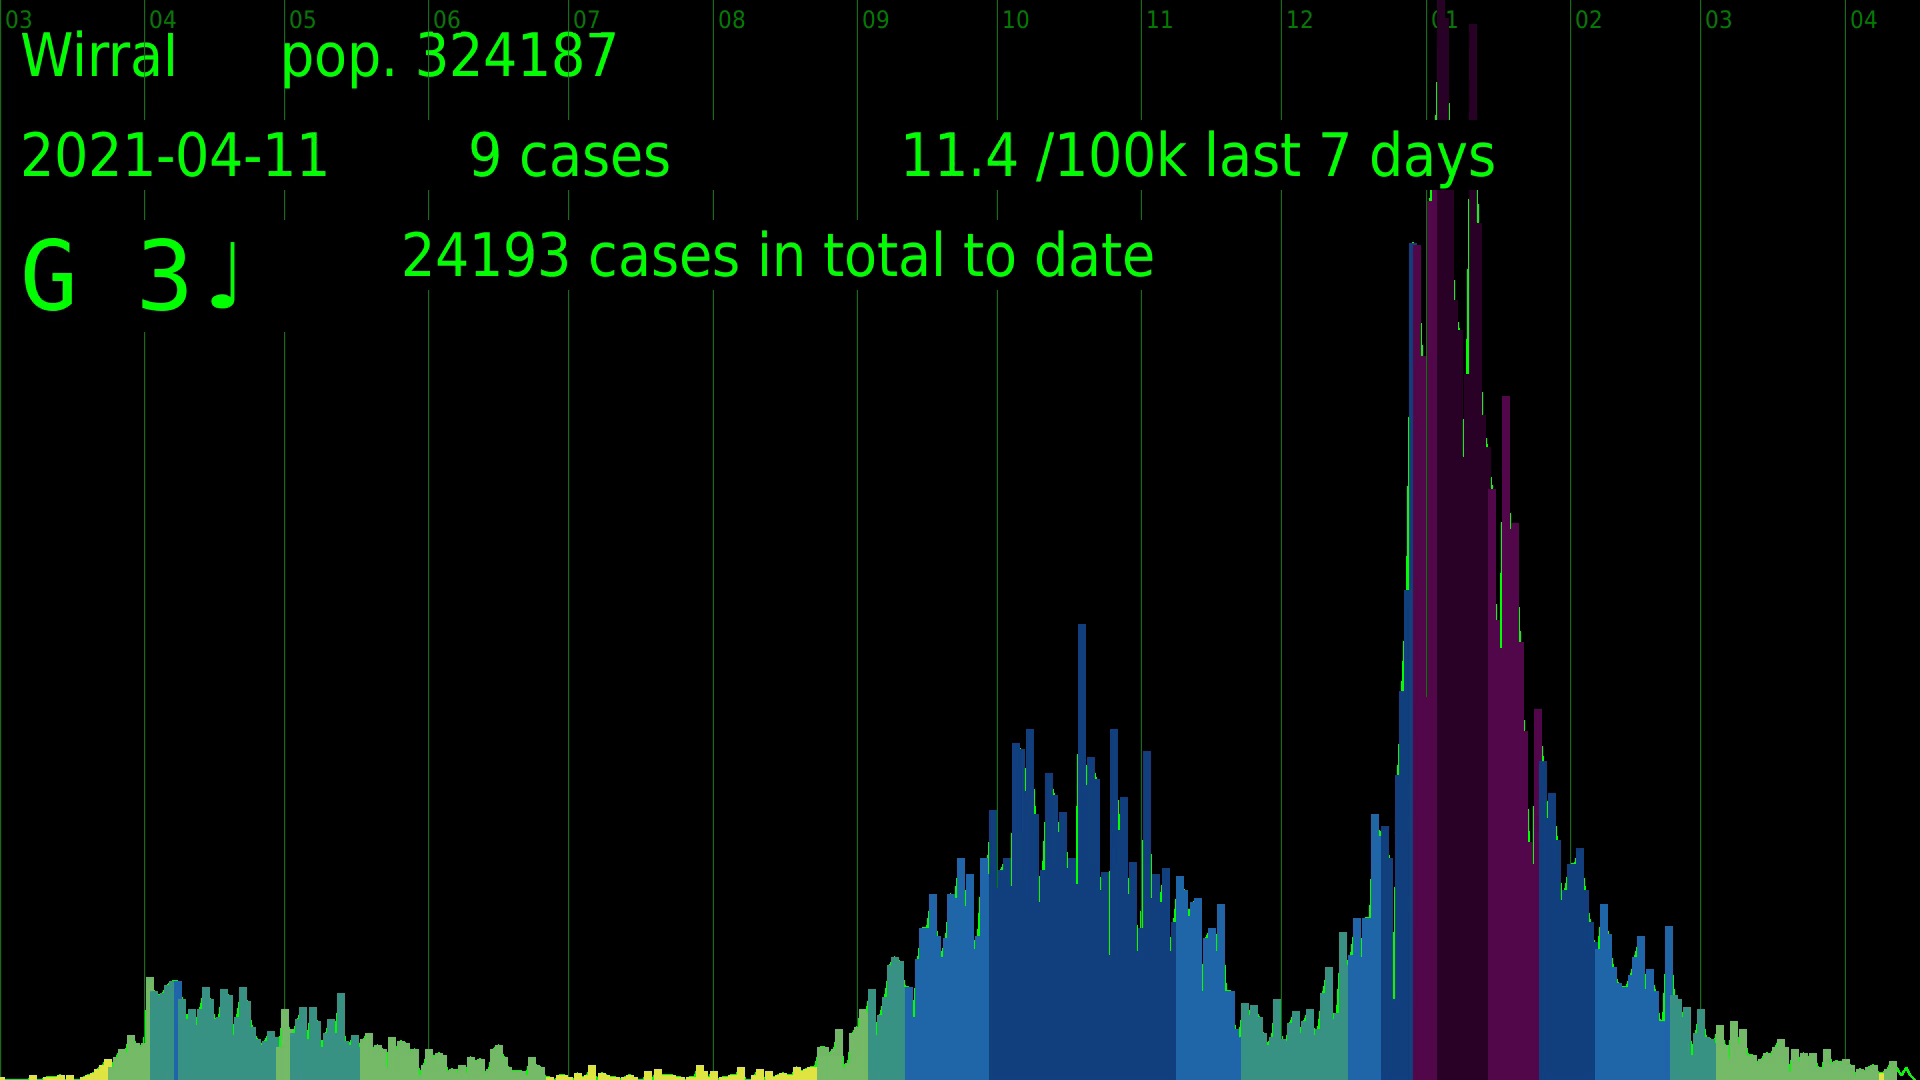 03 04 05 06 07 08 09 10 11 12 01 02 03 04
Wirral pop. 324187
2021-04-11 9 cases 11.4 /100k last 7 days
G 3♩ 24193 cases in total to date